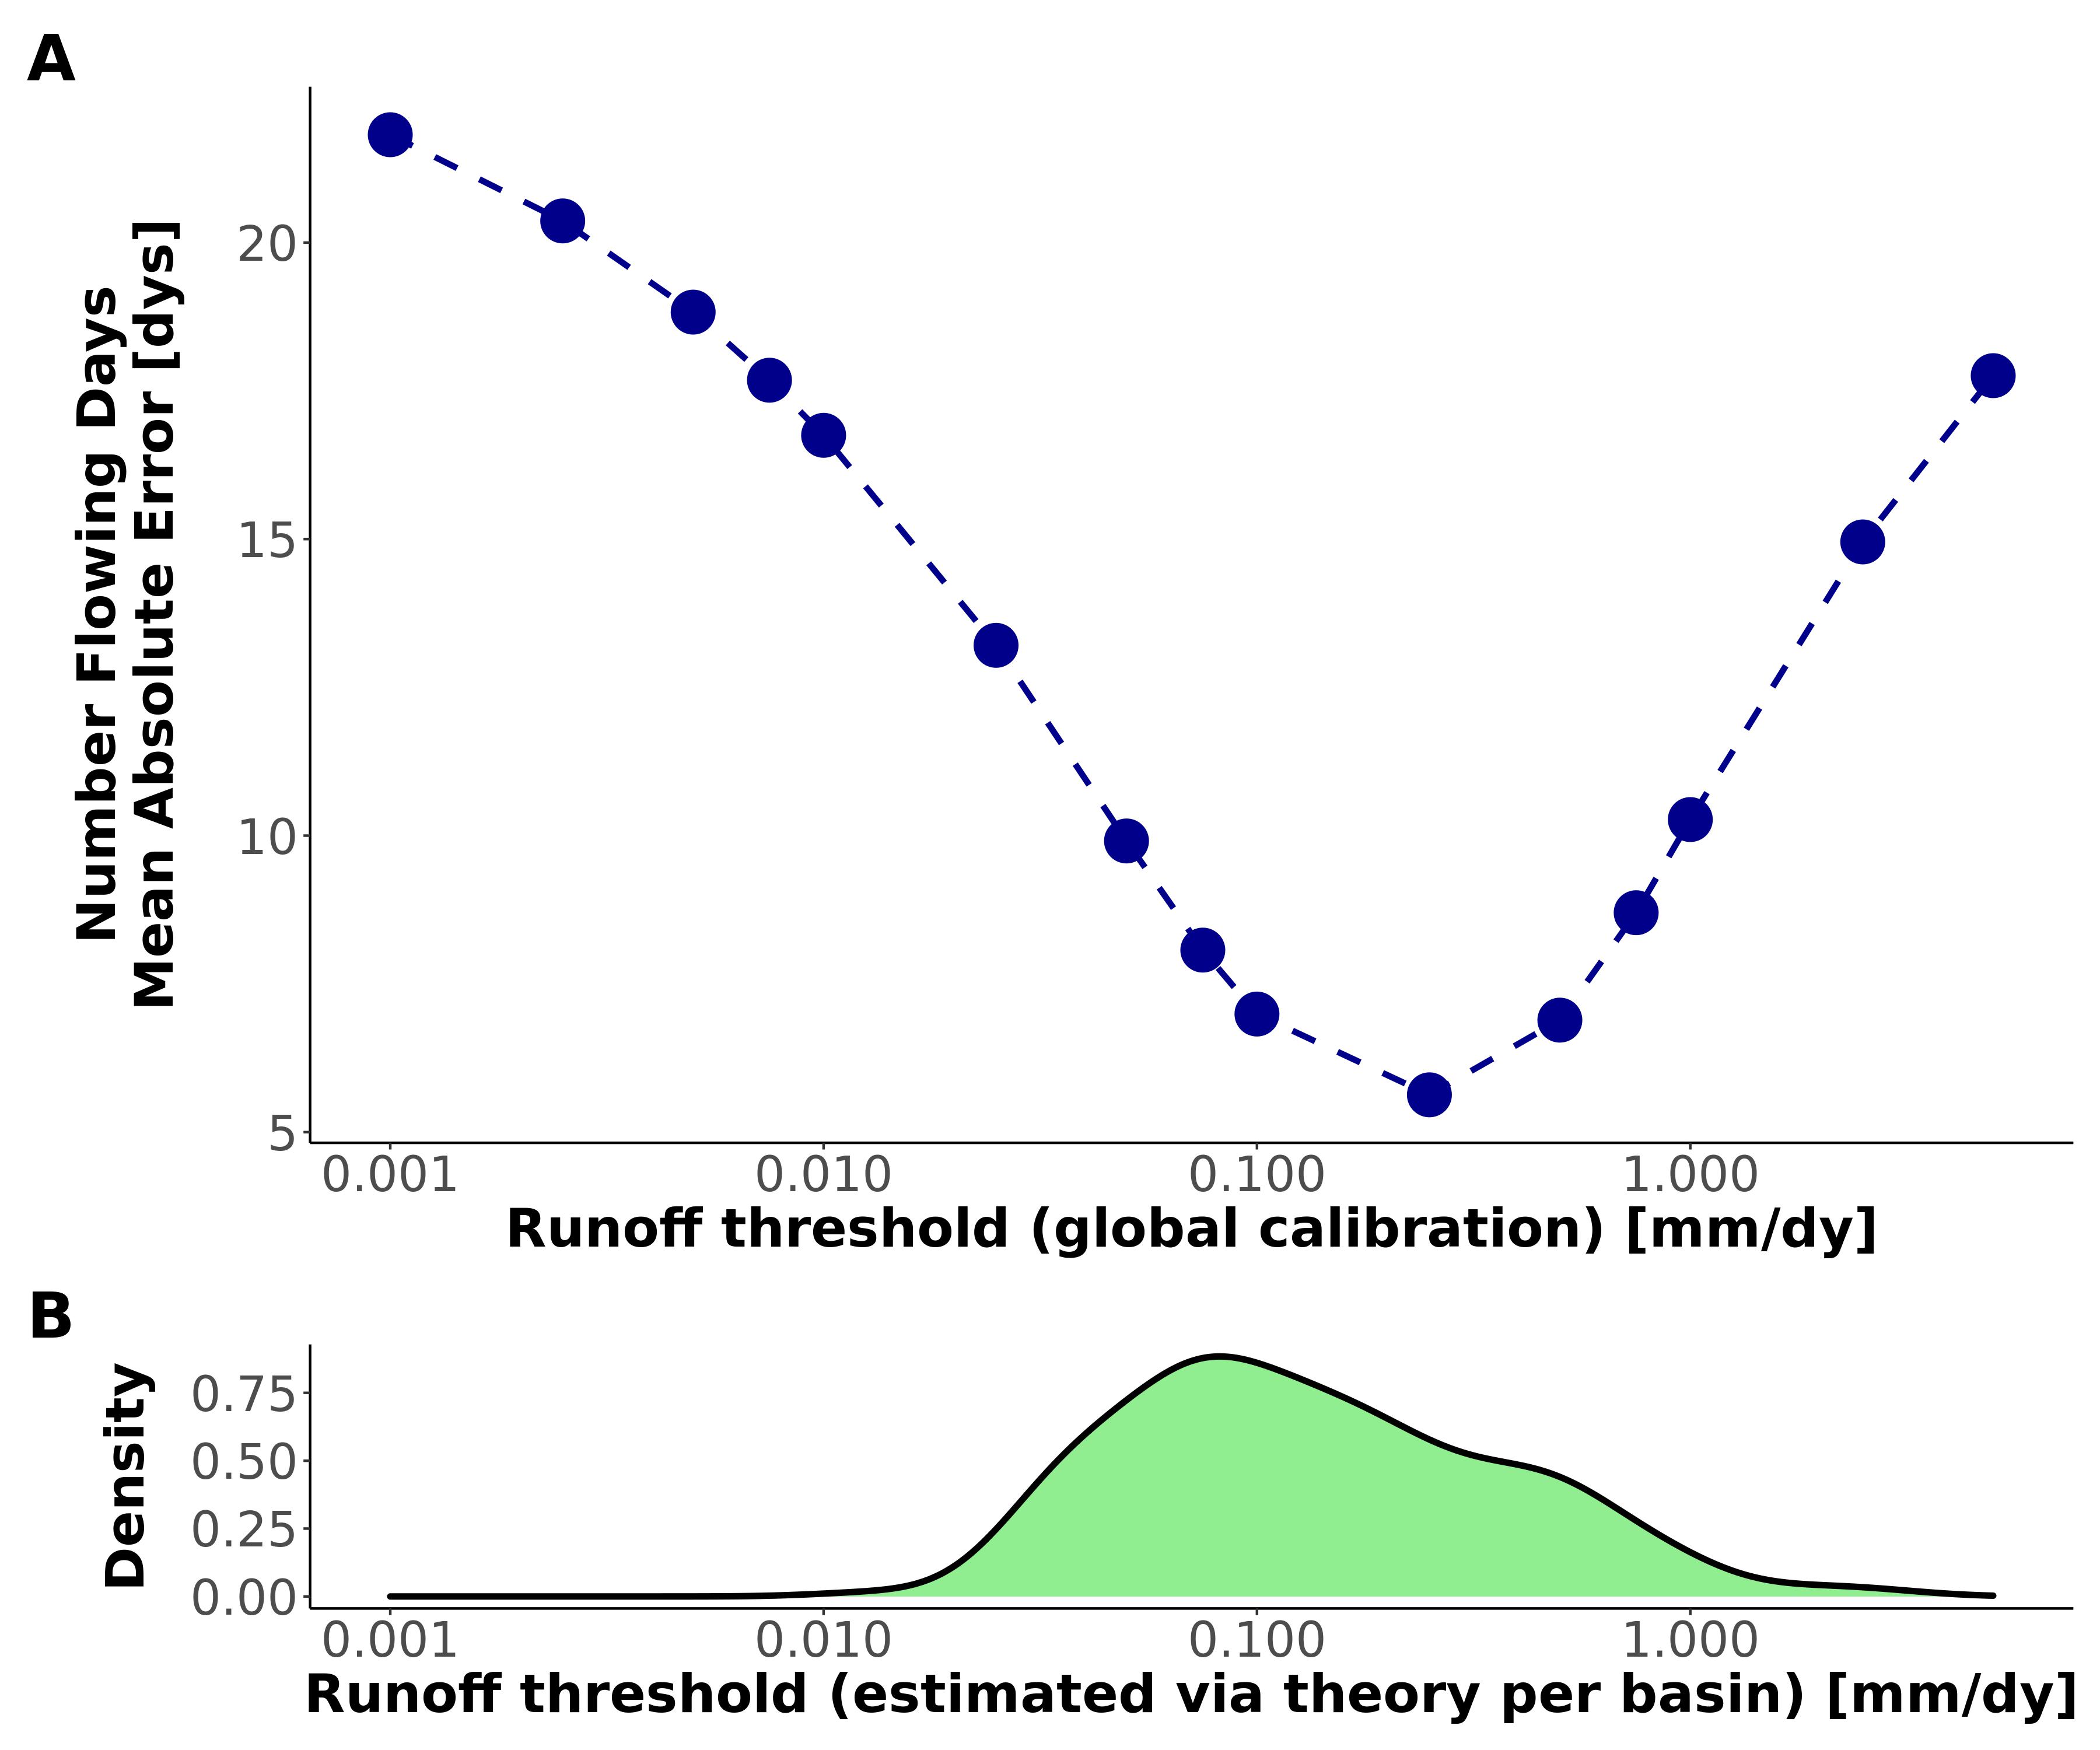 A
Number Flowing Days
Mean Absolute Error [dys]
20
15
10
5
0.001 0.010 0.100 1.000
Runoff threshold (global calibration) [mm/dy]
B
Density
0.75
0.50
0.25
0.00
0.001 0.010 0.100 1.000
Runoff threshold (estimated via theory per basin) [mm/dy]